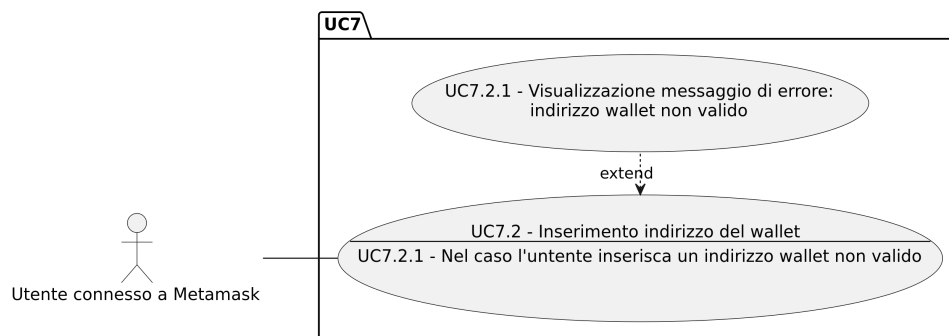 UC7
UC7.2.1 - Visualizzazione messaggio di errore:
indirizzo wallet non valido
extend
UC7.2 - Inserimento indirizzo del wallet
UC7.2.1 - Nel caso l'untente inserisca un indirizzo wallet non valido
Utente connesso a Metamask